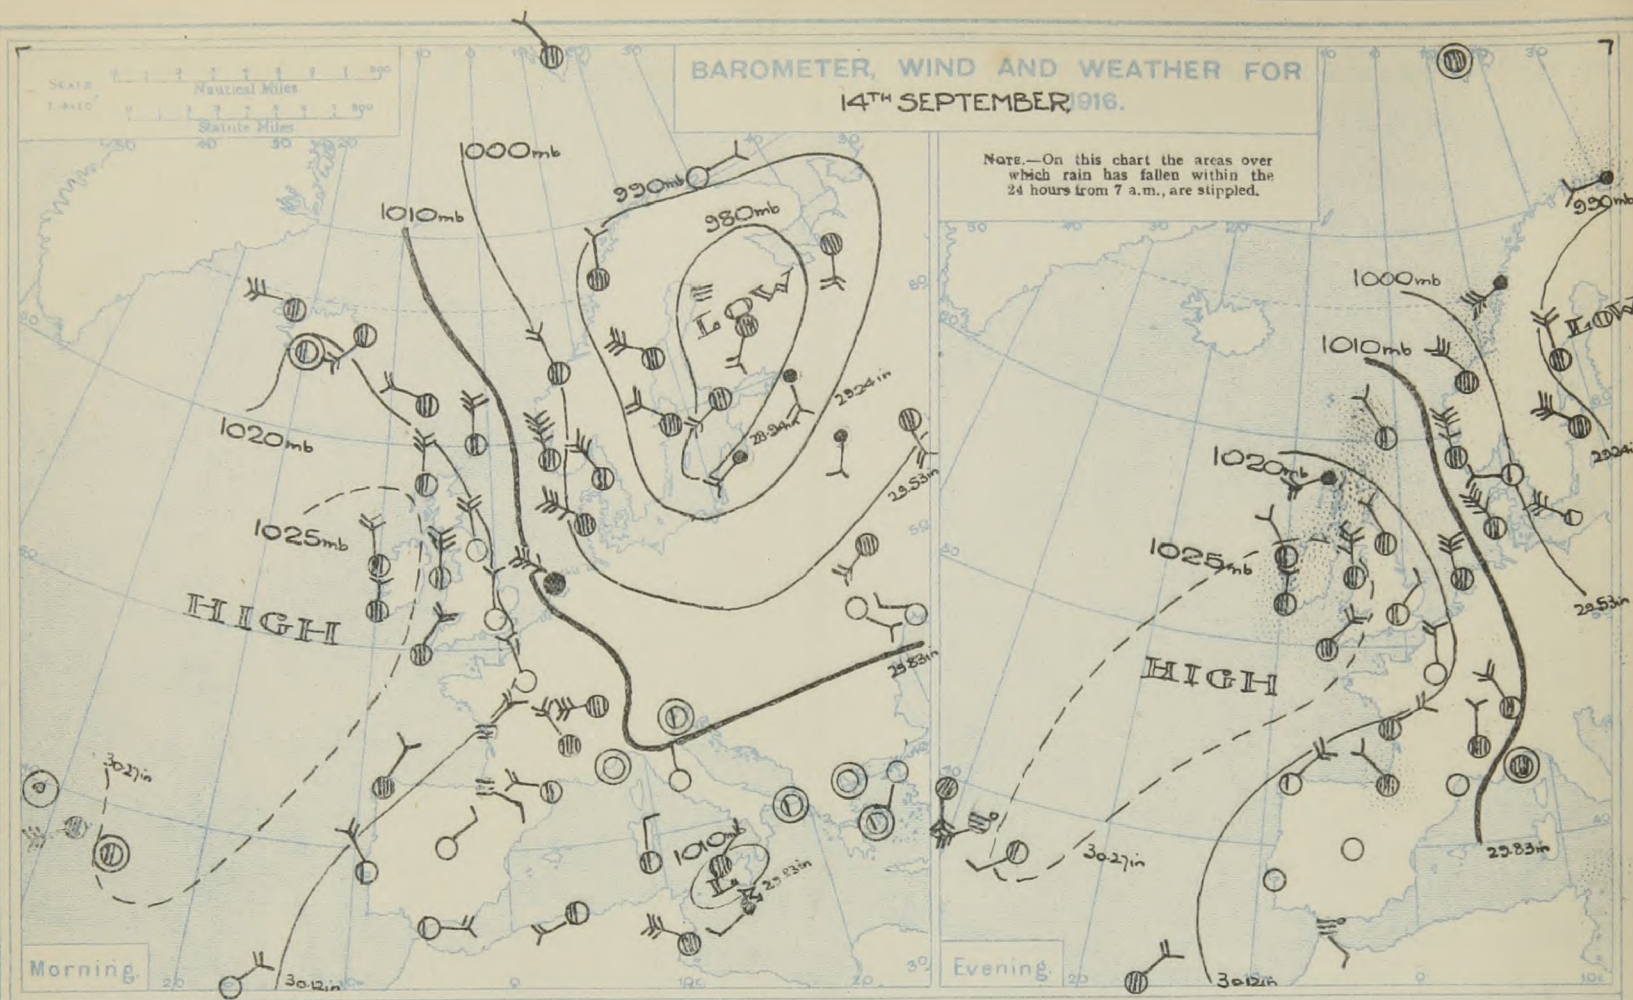 BAROMETER, WIND AND WEATHER FOR
14TH SEPTEMBER, 1916.
Nautical Miles
Statute Miles
NOTE.—On this chart the areas over
which rain has fallen within the
24 hours from 7 a.m., are stippled.
1000mb
990mb
980mb
1010mb
LOW
1020mb
29.24in
28.94in
29.53in
1025mb
HIGH
29.83in
30.27in
1010mb
L
29.83in
30.12in
Morning.
990mb
1000mb
LOW
1010mb
1020mb
29.24in
1025mb
29.53in
HIGH
30.27in
29.83in
30.12in
Evening.